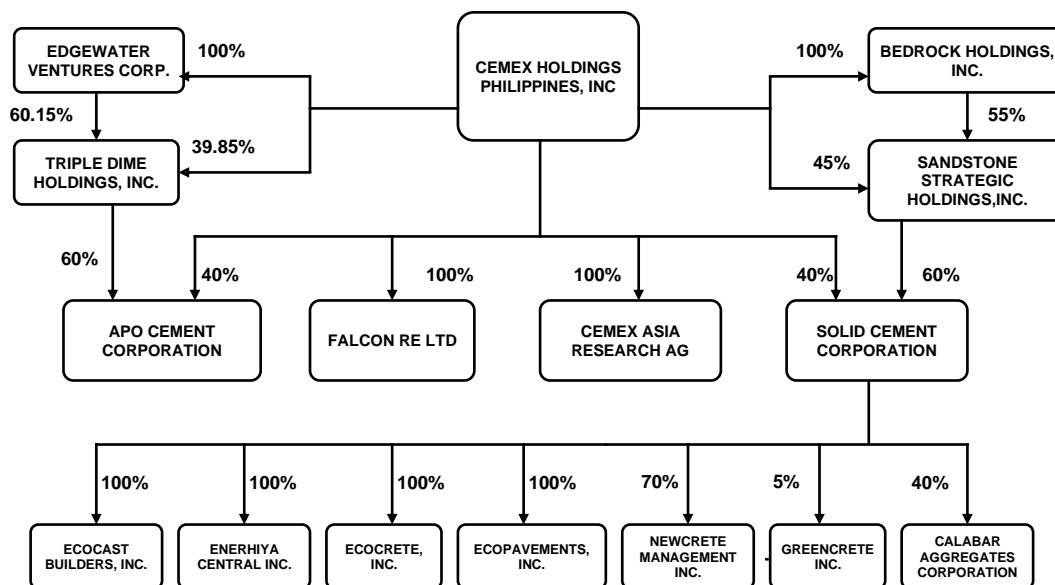 EDGEWATER
VENTURES CORP.
100%
CEMEX HOLDINGS
PHILIPPINES, INC
100%
BEDROCK HOLDINGS,
INC.
60.15%
39.85%
55%
TRIPLE DIME
HOLDINGS, INC.
45%
SANDSTONE
STRATEGIC
HOLDINGS,INC.
60%
40%
100%
100%
40%
60%
APO CEMENT
CORPORATION
FALCON RE LTD
CEMEX ASIA
RESEARCH AG
SOLID CEMENT
CORPORATION
100%
100%
100%
100%
70%
5%
40%
ECOCAST
BUILDERS, INC.
ENERHIYA
CENTRAL INC.
ECOCRETE,
INC.
ECOPAVEMENTS,
INC.
NEWCRETE
MANAGEMENT
INC.
GREENCRETE
INC.
CALABAR
AGGREGATES
CORPORATION